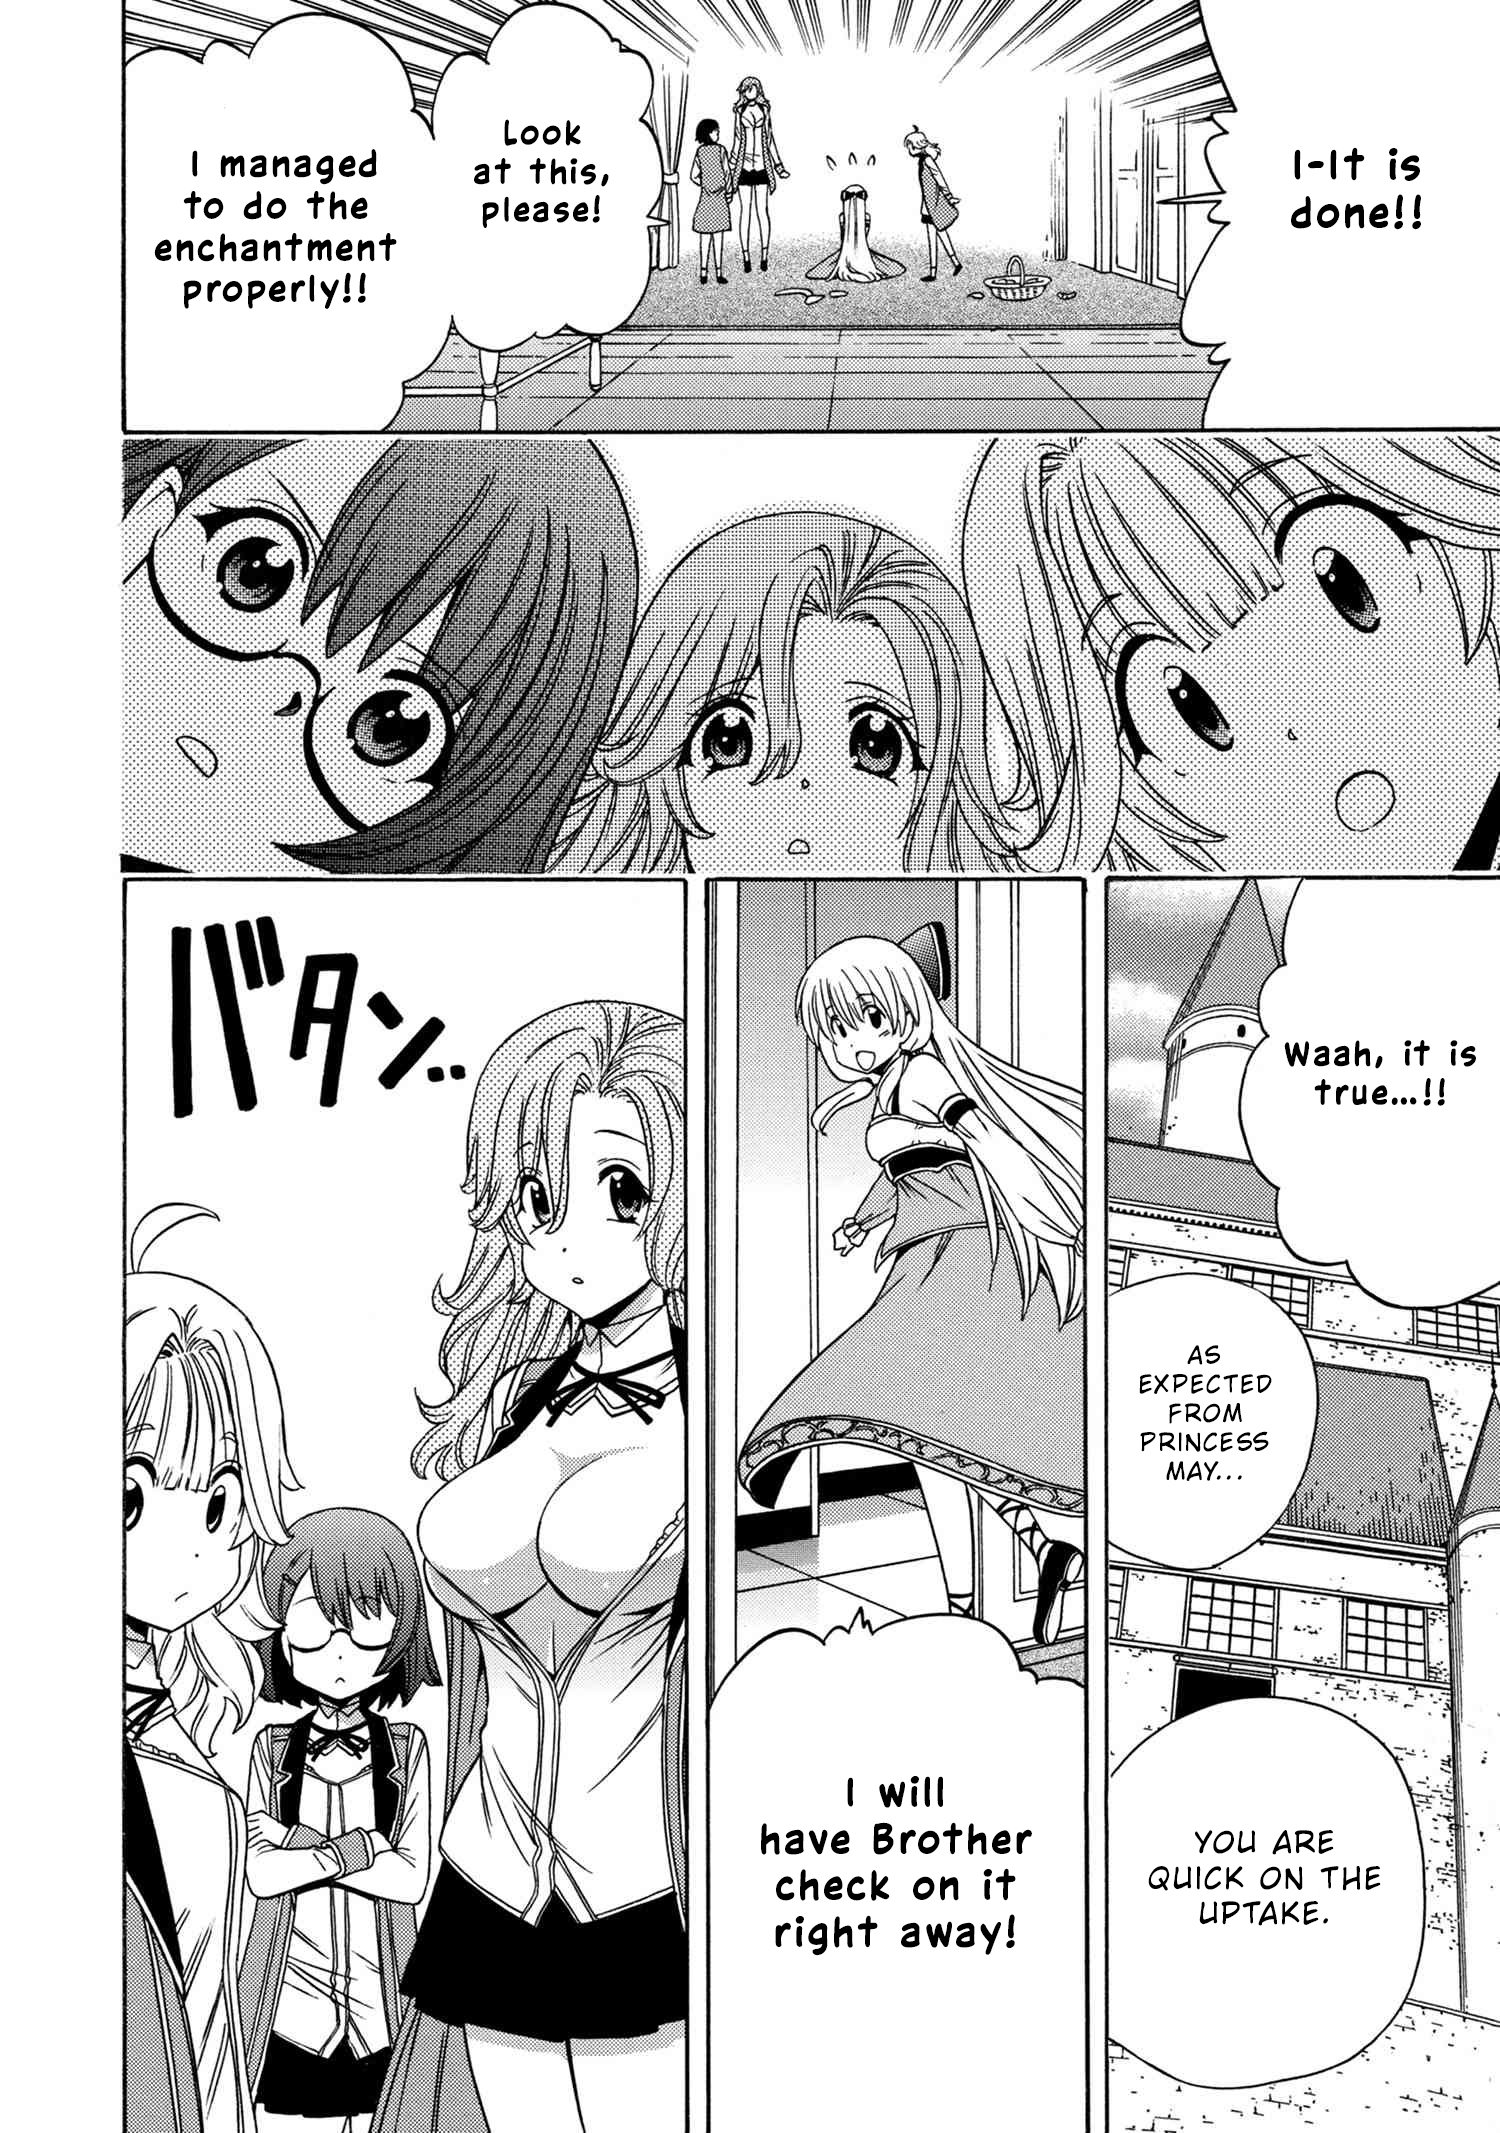 I-It is
done!!
Look
at this,
please!
I managed
to do the
enchantment
properly!!
Waah, it is
true...!!
AS
EXPECTED
FROM
PRINCESS
MAY...
YOU ARE
QUICK ON THE
UPTAKE.
I will
have Brother
check on it
right away!
バタン..